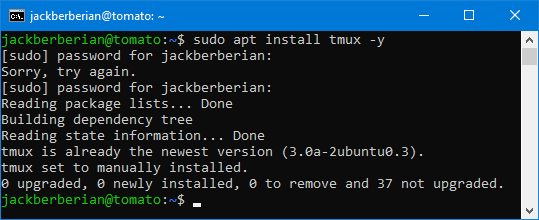 jackberberian@tomato: ~
jackberberian@tomato:~$ sudo apt install tmux -y
[sudo] password for jackberberian:
Sorry, try again.
[sudo] password for jackberberian:
Reading package lists... Done
Building dependency tree
Reading state information... Done
tmux is already the newest version (3.0a-2ubuntu0.3).
tmux set to manually installed.
0 upgraded, 0 newly installed, 0 to remove and 37 not upgraded.
jackberberian@tomato:~$